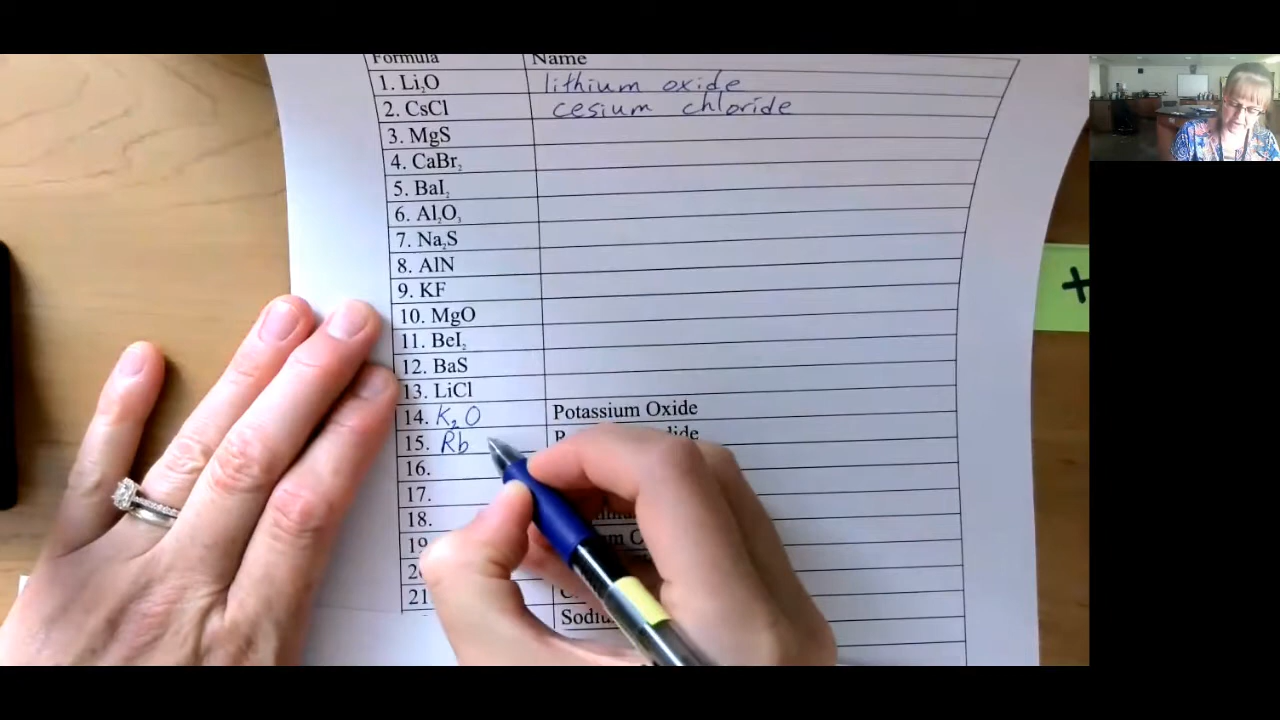 Formula Name
1. Li₂O lithium oxide
2. CsCl cesium chloride
3. MgS
4. CaBr₂
5. BaI₂
6. Al₂O₃
7. Na₂S
8. AlN
9. KF
10. MgO
11. BeI₂
12. BaS
13. LiCl
14. K₂O Potassium Oxide
15. Rb
16.
17.
18.
19
21
+